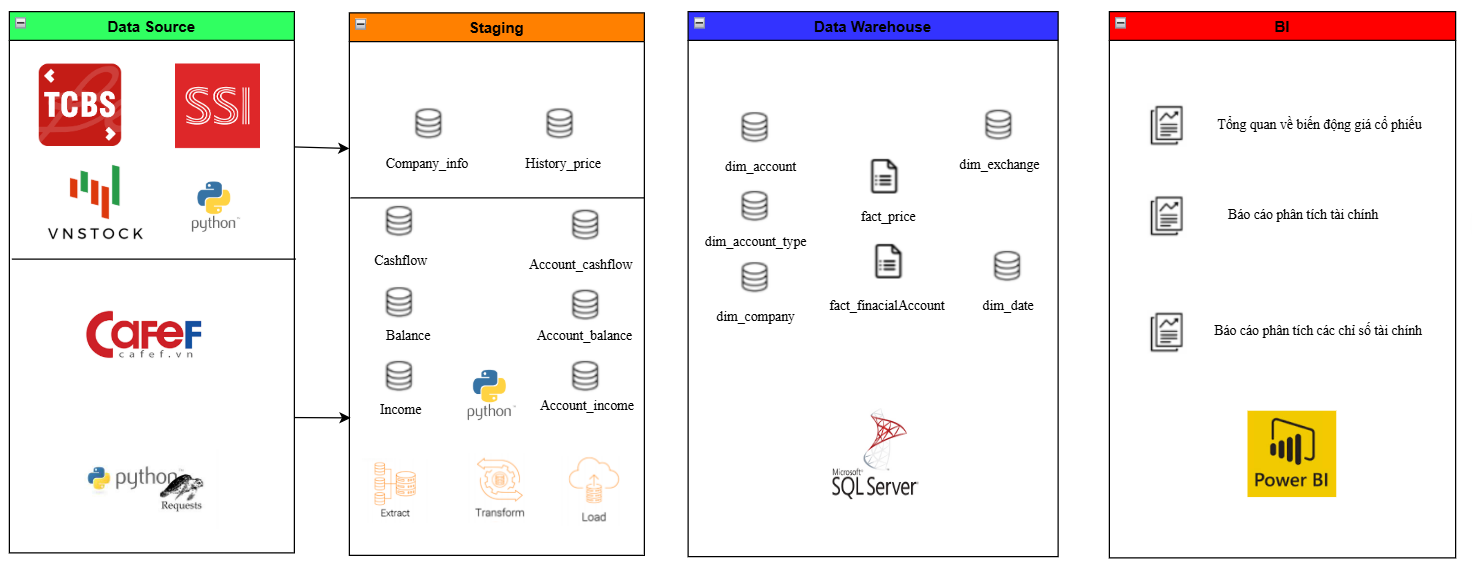 Data Source
TCBS
SSI
VNSTOCK
python™
CafeF
cafef.vn
python™
Requests
Staging
Company_info
History_price
Cashflow
Account_cashflow
Balance
Account_balance
Income
python™
Account_income
Extract
Transform
Load
Data Warehouse
dim_account
dim_exchange
fact_price
dim_account_type
dim_company
fact_finacialAccount
dim_date
Microsoft®
SQL Server®
BI
Tổng quan về biến động giá cổ phiếu
Báo cáo phân tích tài chính
Báo cáo phân tích các chỉ số tài chính
Power BI